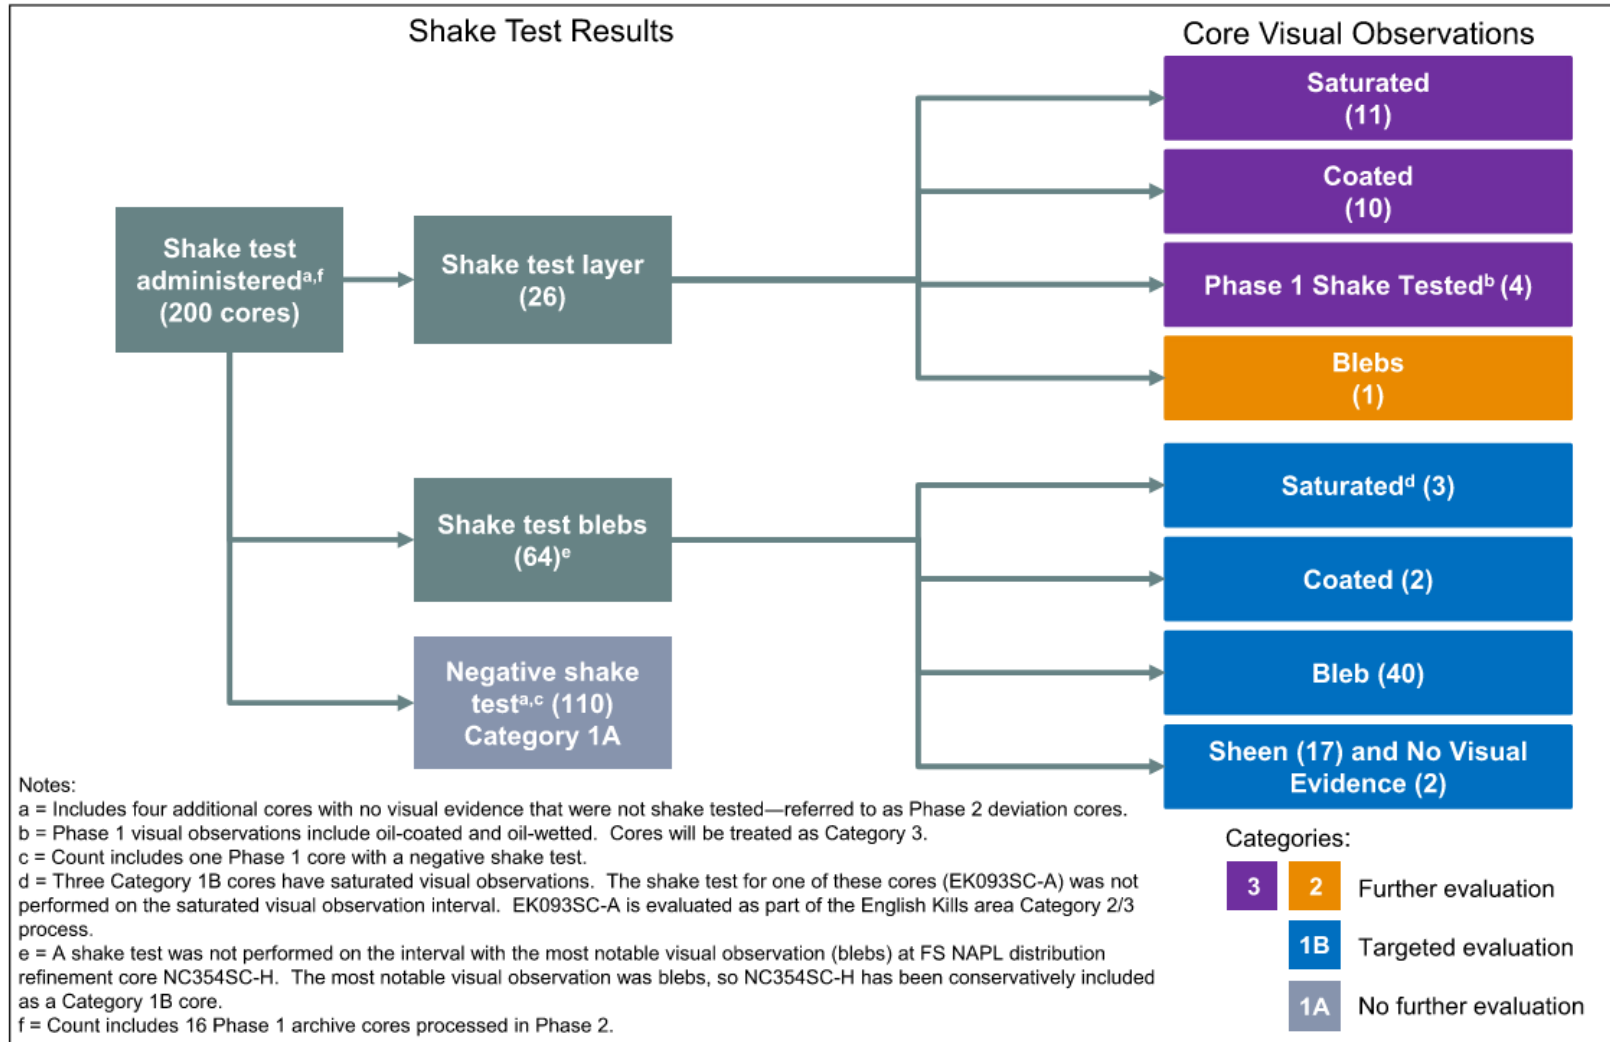 Shake Test Results
Core Visual Observations
Shake test
administeredᵃ,ᶠ
(200 cores)
Shake test layer
(26)
Saturated
(11)
Coated
(10)
Phase 1 Shake Testedᵇ (4)
Blebs
(1)
Shake test blebs
(64)ᵉ
Saturatedᵈ (3)
Coated (2)
Bleb (40)
Sheen (17) and No Visual
Evidence (2)
Negative shake
testᵃ,ᶜ (110)
Category 1A
Notes:
a = Includes four additional cores with no visual evidence that were not shake tested—referred to as Phase 2 deviation cores.
b = Phase 1 visual observations include oil-coated and oil-wetted. Cores will be treated as Category 3.
c = Count includes one Phase 1 core with a negative shake test.
d = Three Category 1B cores have saturated visual observations. The shake test for one of these cores (EK093SC-A) was not
performed on the saturated visual observation interval. EK093SC-A is evaluated as part of the English Kills area Category 2/3
process.
e = A shake test was not performed on the interval with the most notable visual observation (blebs) at FS NAPL distribution
refinement core NC354SC-H. The most notable visual observation was blebs, so NC354SC-H has been conservatively included
as a Category 1B core.
f = Count includes 16 Phase 1 archive cores processed in Phase 2.
Categories:
3 2 Further evaluation
1B Targeted evaluation
1A No further evaluation